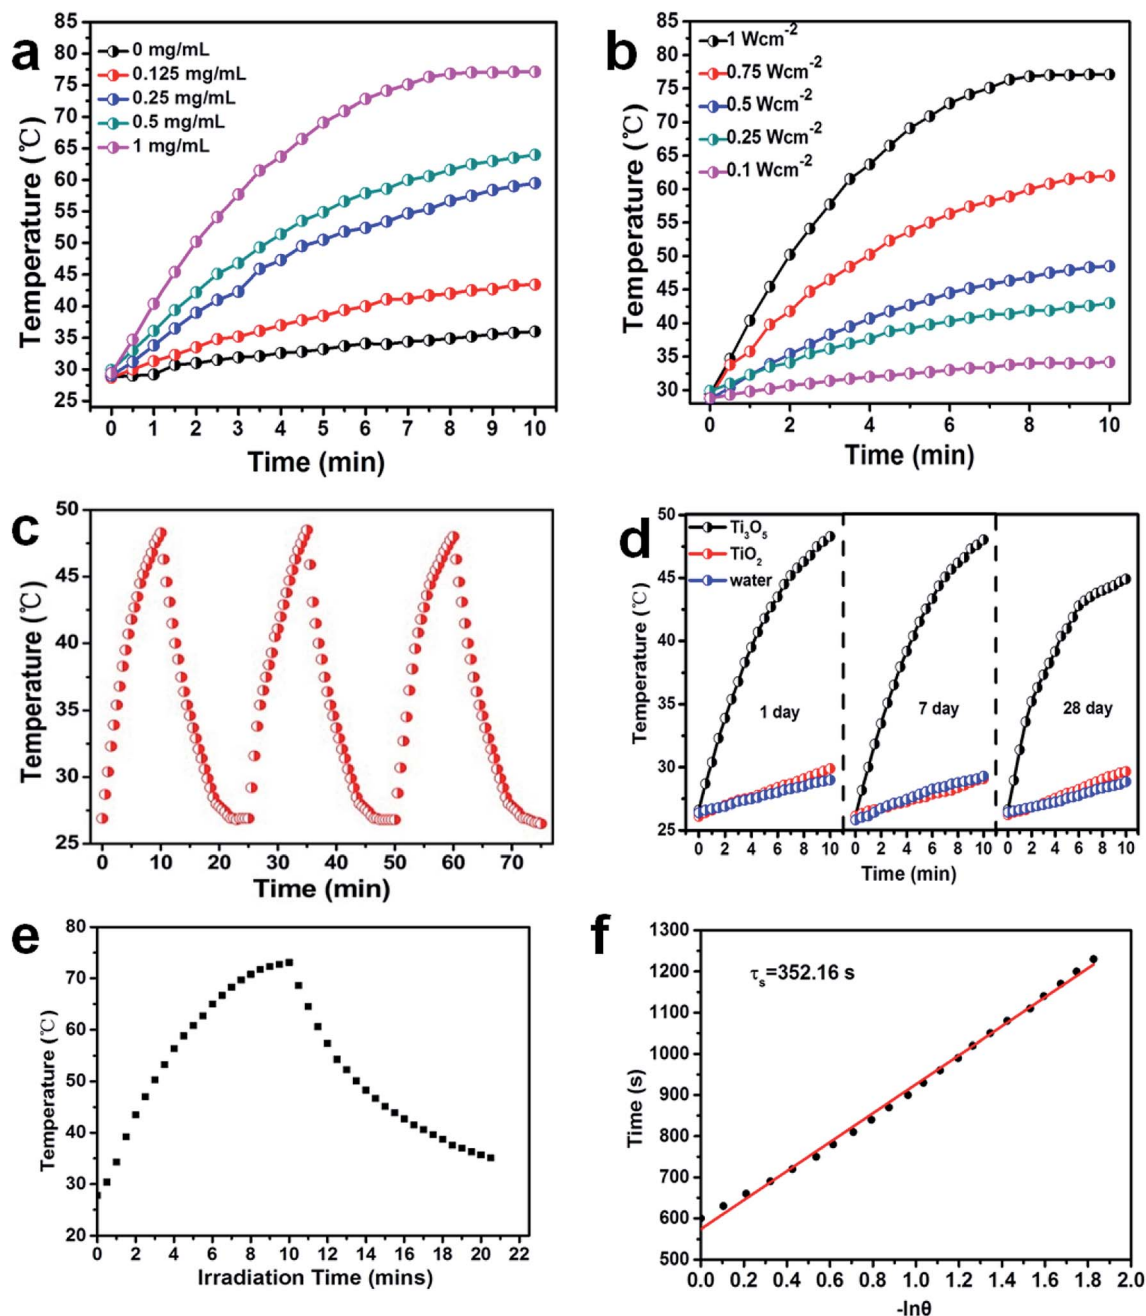 a
0 mg/mL
0.125 mg/mL
0.25 mg/mL
0.5 mg/mL
1 mg/mL
85
80
75
70
65
60
55
50
45
40
35
30
25
Temperature (℃)
0 1 2 3 4 5 6 7 8 9 10
Time (min)
b
1 Wcm⁻²
0.75 Wcm⁻²
0.5 Wcm⁻²
0.25 Wcm⁻²
0.1 Wcm⁻²
85
80
75
70
65
60
55
50
45
40
35
30
Temperature (℃)
0 2 4 6 8 10
Time (min)
c
50
45
40
35
30
25
Temperature (℃)
0 10 20 30 40 50 60 70
Time (min)
d
Ti₃O₅
TiO₂
water
50
45
40
35
30
25
Temperature (℃)
1 day 7 day 28 day
0 2 4 6 8 10 0 2 4 6 8 10 0 2 4 6 8 10
Time (min)
e
80
70
60
50
40
30
20
Temperature (℃)
0 2 4 6 8 10 12 14 16 18 20 22
Irradiation Time (mins)
f
τₛ=352.16 s
1300
1200
1100
1000
900
800
700
600
500
Time (s)
0.0 0.2 0.4 0.6 0.8 1.0 1.2 1.4 1.6 1.8 2.0
-lnθ